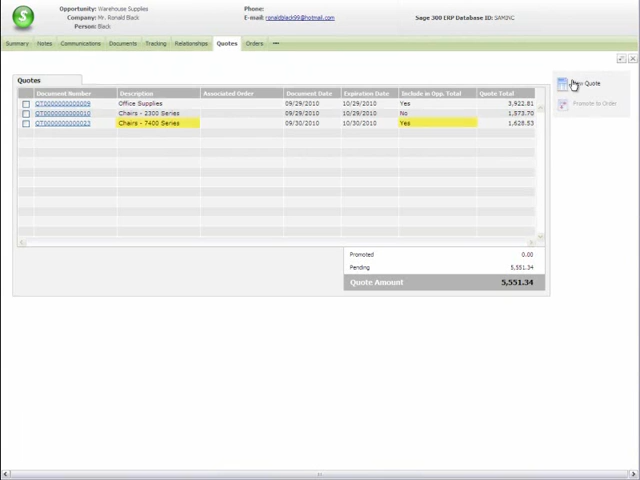 Opportunity: Warehouse Supplies
Company: Mr. Ronald Black
Person: Black
Phone:
E-mail: ronaldblack99@hotmail.com
Sage 300 ERP Database ID: SAMINC
Summary Notes Communications Documents Tracking Relationships Quotes Orders •••
Quotes
Document Number Description Associated Order Document Date Expiration Date Include in Opp. Total Quote Total
QT0000000000009 Office Supplies 09/29/2010 10/29/2010 Yes 3,922.81
QT0000000000010 Chairs - 2300 Series 09/29/2010 10/29/2010 No 1,573.70
QT0000000000023 Chairs - 7400 Series 09/30/2010 10/30/2010 Yes 1,628.53
Promoted 0.00
Pending 5,551.34
Quote Amount 5,551.34
New Quote
Promote to Order